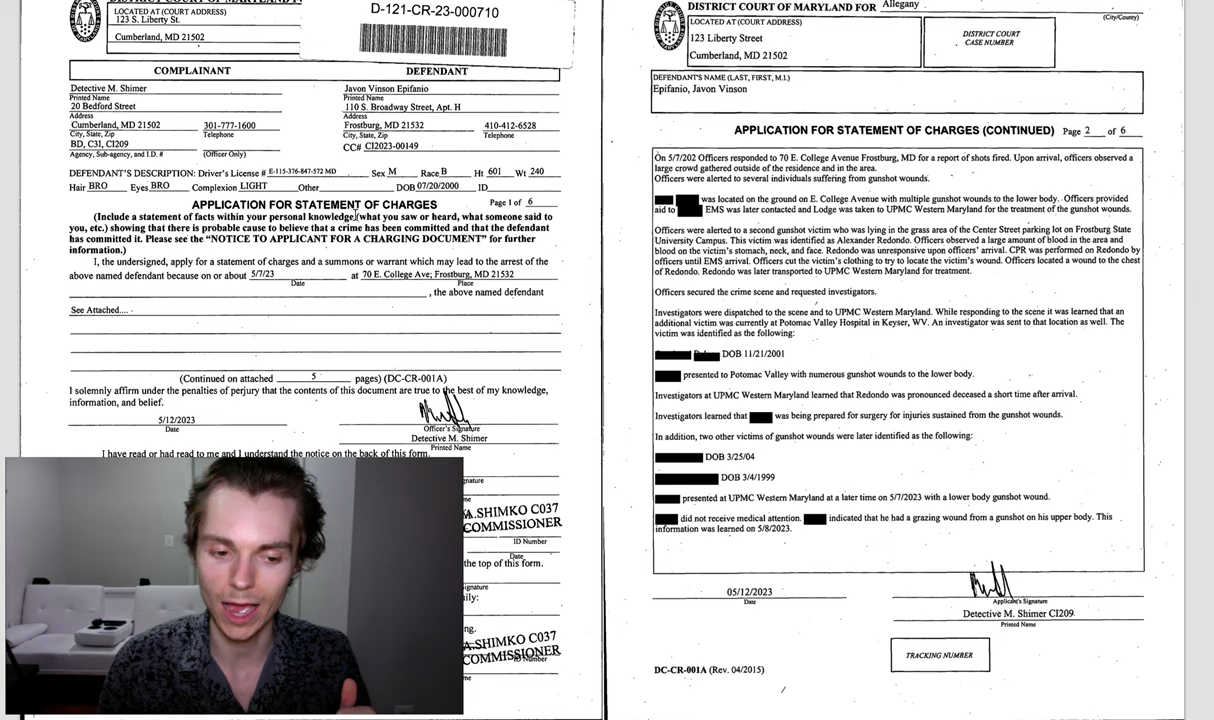 DISTRICT COURT OF MARYLAND
LOCATED AT (COURT ADDRESS)
123 S. Liberty St.
Cumberland, MD 21502
D-121-CR-23-000710
COMPLAINANT
DEFENDANT
Detective M. Shimer
Printed Name
20 Bedford Street
Address
Cumberland, MD 21502 301-777-1600
City, State, Zip Telephone
BD, C3I, CI209
Agency, Sub-agency, and I.D. # (Officer Only)
Javon Vinson Epifanio
Printed Name
110 S. Broadway Street, Apt. H
Address
Frostburg, MD 21532 410-412-6528
City, State, Zip Telephone
CC# CI2023-00149
DEFENDANT'S DESCRIPTION: Driver's License # E-115-376-847-572 MD Sex M Race B Ht 601 Wt 240
Hair BRO Eyes BRO Complexion LIGHT Other DOB 07/20/2000 ID
APPLICATION FOR STATEMENT OF CHARGES Page 1 of 6
(Include a statement of facts within your personal knowledge (what you saw or heard, what someone said to
you, etc.) showing that there is probable cause to believe that a crime has been committed and that the defendant
has committed it. Please see the "NOTICE TO APPLICANT FOR A CHARGING DOCUMENT" for further
information.)
I, the undersigned, apply for a statement of charges and a summons or warrant which may lead to the arrest of the
above named defendant because on or about 5/7/23 at 70 E. College Ave; Frostburg, MD 21532
Date Place
, the above named defendant
See Attached....
(Continued on attached 5 pages) (DC-CR-001A)
I solemnly affirm under the penalties of perjury that the contents of this document are true to the best of my knowledge,
information, and belief.
5/12/2023
Date
Officer's Signature
Detective M. Shimer
Printed Name
I have read or had read to me and I understand the notice on the back of this form.
gnature
me
A.SHIMKO C037
COMMISSIONER
ID Number
Date
the top of this form.
ignature
ily:
ng.
A.SHIMKO C037
COMMISSIONER
ID Number
me
DISTRICT COURT OF MARYLAND FOR Allegany
(City/County)
LOCATED AT (COURT ADDRESS)
123 Liberty Street
Cumberland, MD 21502
DISTRICT COURT
CASE NUMBER
DEFENDANT'S NAME (LAST, FIRST, M.I.)
Epifanio, Javon Vinson
APPLICATION FOR STATEMENT OF CHARGES (CONTINUED) Page 2 of 6
On 5/7/202 Officers responded to 70 E. College Avenue Frostburg, MD for a report of shots fired. Upon arrival, officers observed a
large crowd gathered outside of the residence and in the area.
Officers were alerted to several individuals suffering from gunshot wounds.
was located on the ground on E. College Avenue with multiple gunshot wounds to the lower body. Officers provided
aid to EMS was later contacted and Lodge was taken to UPMC Western Maryland for the treatment of the gunshot wounds.
Officers were alerted to a second gunshot victim who was lying in the grass area of the Center Street parking lot on Frostburg State
University Campus. This victim was identified as Alexander Redondo. Officers observed a large amount of blood in the area and
blood on the victim's stomach, neck, and face. Redondo was unresponsive upon officers' arrival. CPR was performed on Redondo by
officers until EMS arrival. Officers cut the victim's clothing to try to locate the victim's wound. Officers located a wound to the chest
of Redondo. Redondo was later transported to UPMC Western Maryland for treatment.
Officers secured the crime scene and requested investigators.
Investigators were dispatched to the scene and to UPMC Western Maryland. While responding to the scene it was learned that an
additional victim was currently at Potomac Valley Hospital in Keyser, WV. An investigator was sent to that location as well. The
victim was identified as the following:
DOB 11/21/2001
presented to Potomac Valley with numerous gunshot wounds to the lower body.
Investigators at UPMC Western Maryland learned that Redondo was pronounced deceased a short time after arrival.
Investigators learned that was being prepared for surgery for injuries sustained from the gunshot wounds.
In addition, two other victims of gunshot wounds were later identified as the following:
DOB 3/25/04
DOB 3/4/1999
presented at UPMC Western Maryland at a later time on 5/7/2023 with a lower body gunshot wound.
did not receive medical attention. indicated that he had a grazing wound from a gunshot on his upper body. This
information was learned on 5/8/2023.
05/12/2023
Date
Applicant's Signature
Detective M. Shimer CI209
Printed Name
TRACKING NUMBER
DC-CR-001A (Rev. 04/2015)